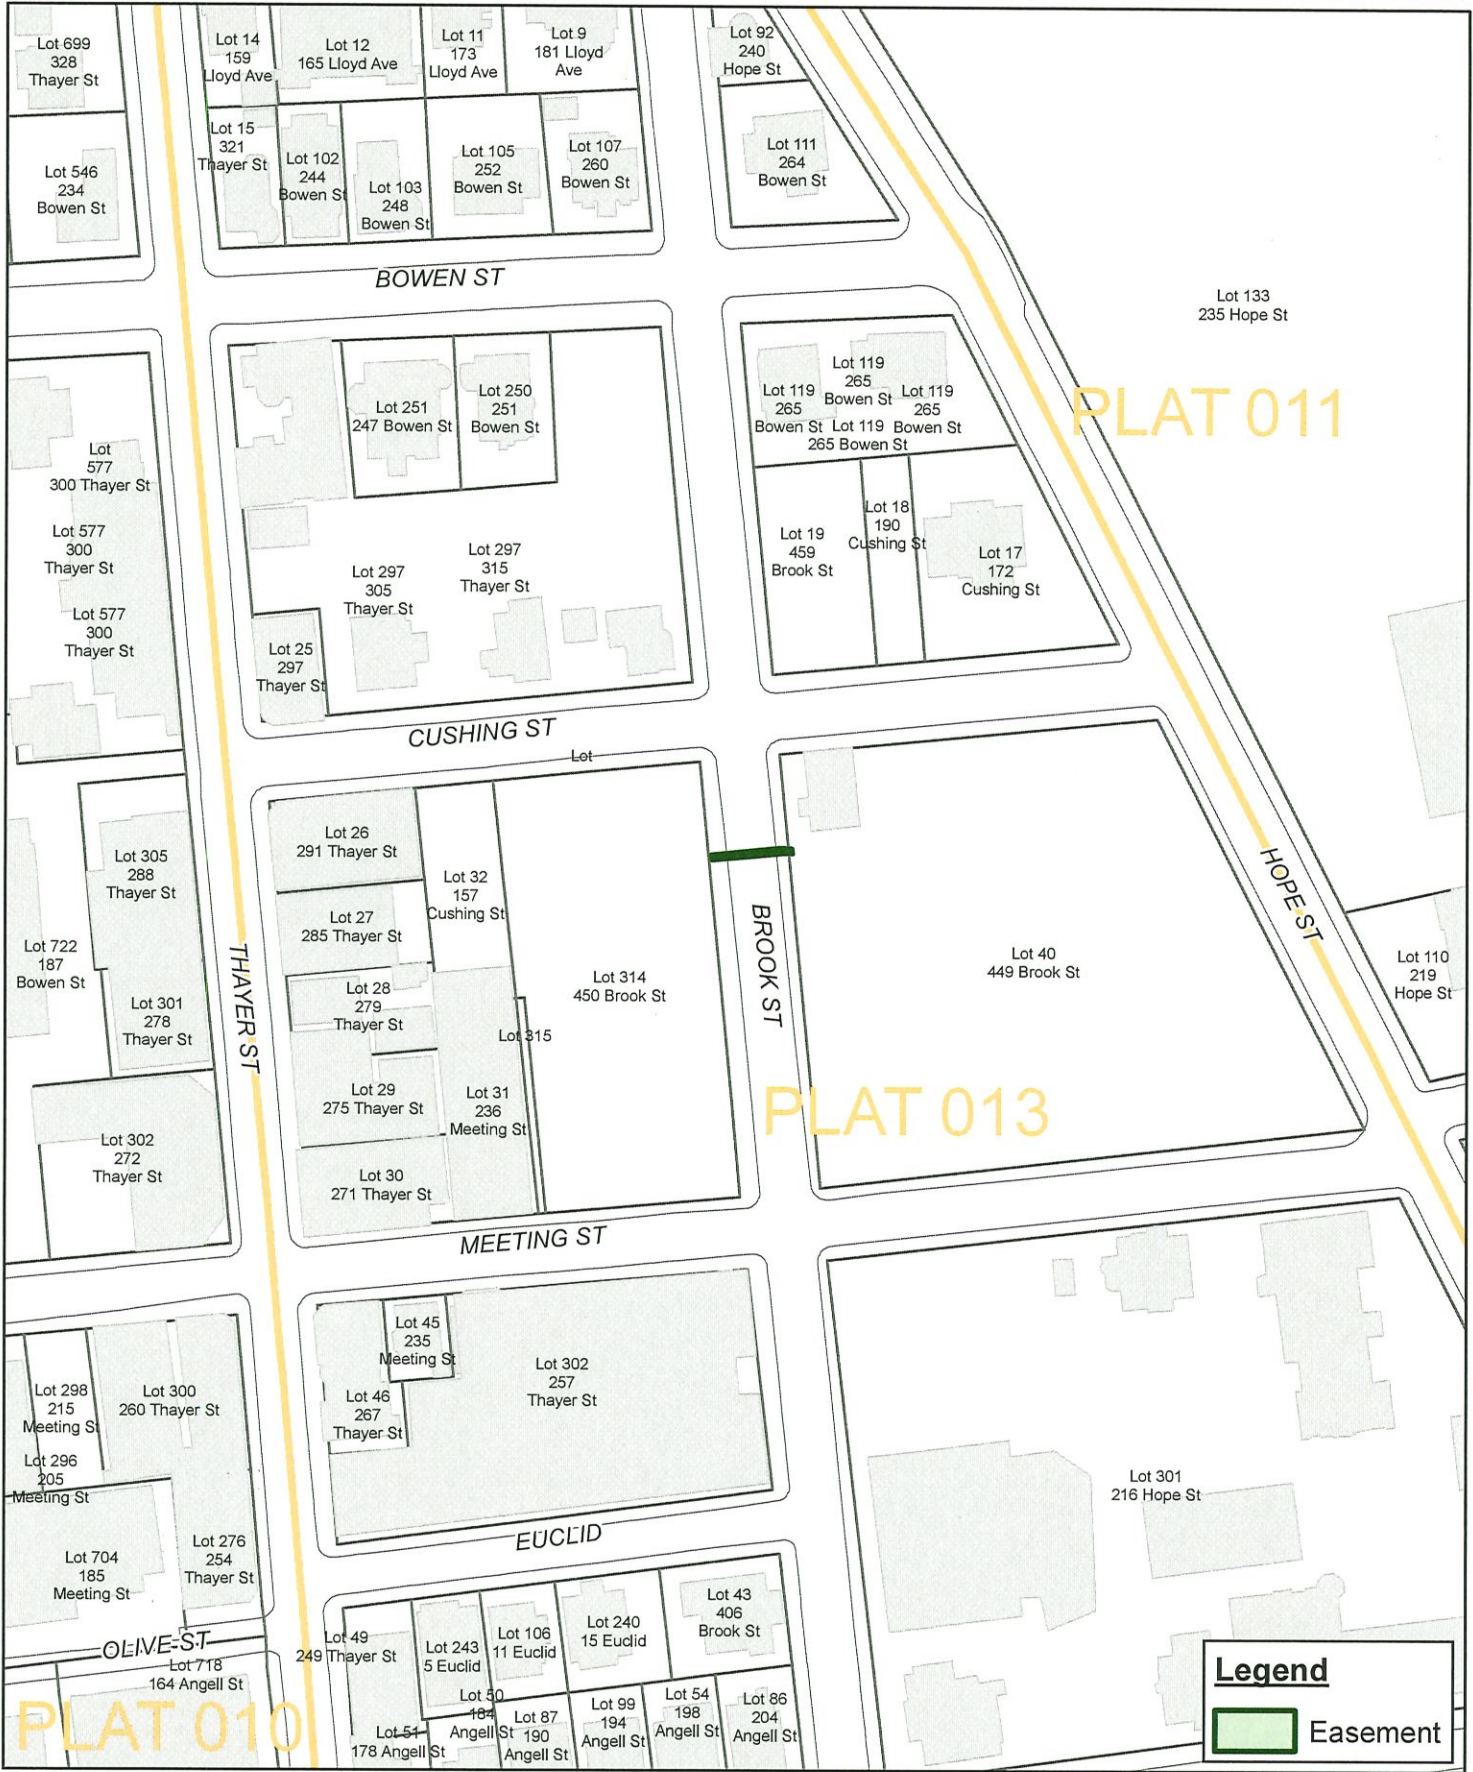 Lot 699
328
Thayer St
Lot 14
159
Lloyd Ave
Lot 12
165 Lloyd Ave
Lot 11
173
Lloyd Ave
Lot 9
181 Lloyd
Ave
Lot 92
240
Hope St
Lot 546
234
Bowen St
Lot 15
321
Thayer St
Lot 102
244
Bowen St
Lot 103
248
Bowen St
Lot 105
252
Bowen St
Lot 107
260
Bowen St
Lot 111
264
Bowen St
BOWEN ST
Lot 133
235 Hope St
Lot 251
247 Bowen St
Lot 250
251
Bowen St
Lot 119
265
Bowen St
Lot 119
265
Bowen St
Lot 119
265
Bowen St
Lot 119
265 Bowen St
PLAT 011
Lot
577
300 Thayer St
Lot 577
300
Thayer St
Lot 577
300
Thayer St
Lot 297
305
Thayer St
Lot 297
315
Thayer St
Lot 25
297
Thayer St
Lot 19
459
Brook St
Lot 18
190
Cushing St
Lot 17
172
Cushing St
CUSHING ST
Lot
Lot 305
288
Thayer St
Lot 26
291 Thayer St
Lot 27
285 Thayer St
Lot 32
157
Cushing St
Lot 722
187
Bowen St
Lot 301
278
Thayer St
THAYER ST
Lot 28
279
Thayer St
Lot 314
450 Brook St
Lot 315
BROOK ST
Lot 40
449 Brook St
HOPE ST
Lot 110
219
Hope St
Lot 29
275 Thayer St
Lot 31
236
Meeting St
PLAT 013
Lot 302
272
Thayer St
Lot 30
271 Thayer St
MEETING ST
Lot 45
235
Meeting St
Lot 302
257
Thayer St
Lot 46
267
Thayer St
Lot 298
215
Meeting St
Lot 300
260 Thayer St
Lot 296
205
Meeting St
Lot 301
216 Hope St
EUCLID
Lot 704
185
Meeting St
Lot 276
254
Thayer St
OLIVE ST
Lot 718
164 Angell St
Lot 49
249 Thayer St
Lot 243
5 Euclid
Lot 106
11 Euclid
Lot 240
15 Euclid
Lot 43
406
Brook St
Lot 51
178 Angell St
Lot 50
184
Angell St
Lot 87
190
Angell St
Lot 99
194
Angell St
Lot 54
198
Angell St
Lot 86
204
Angell St
PLAT 010
Legend
Easement